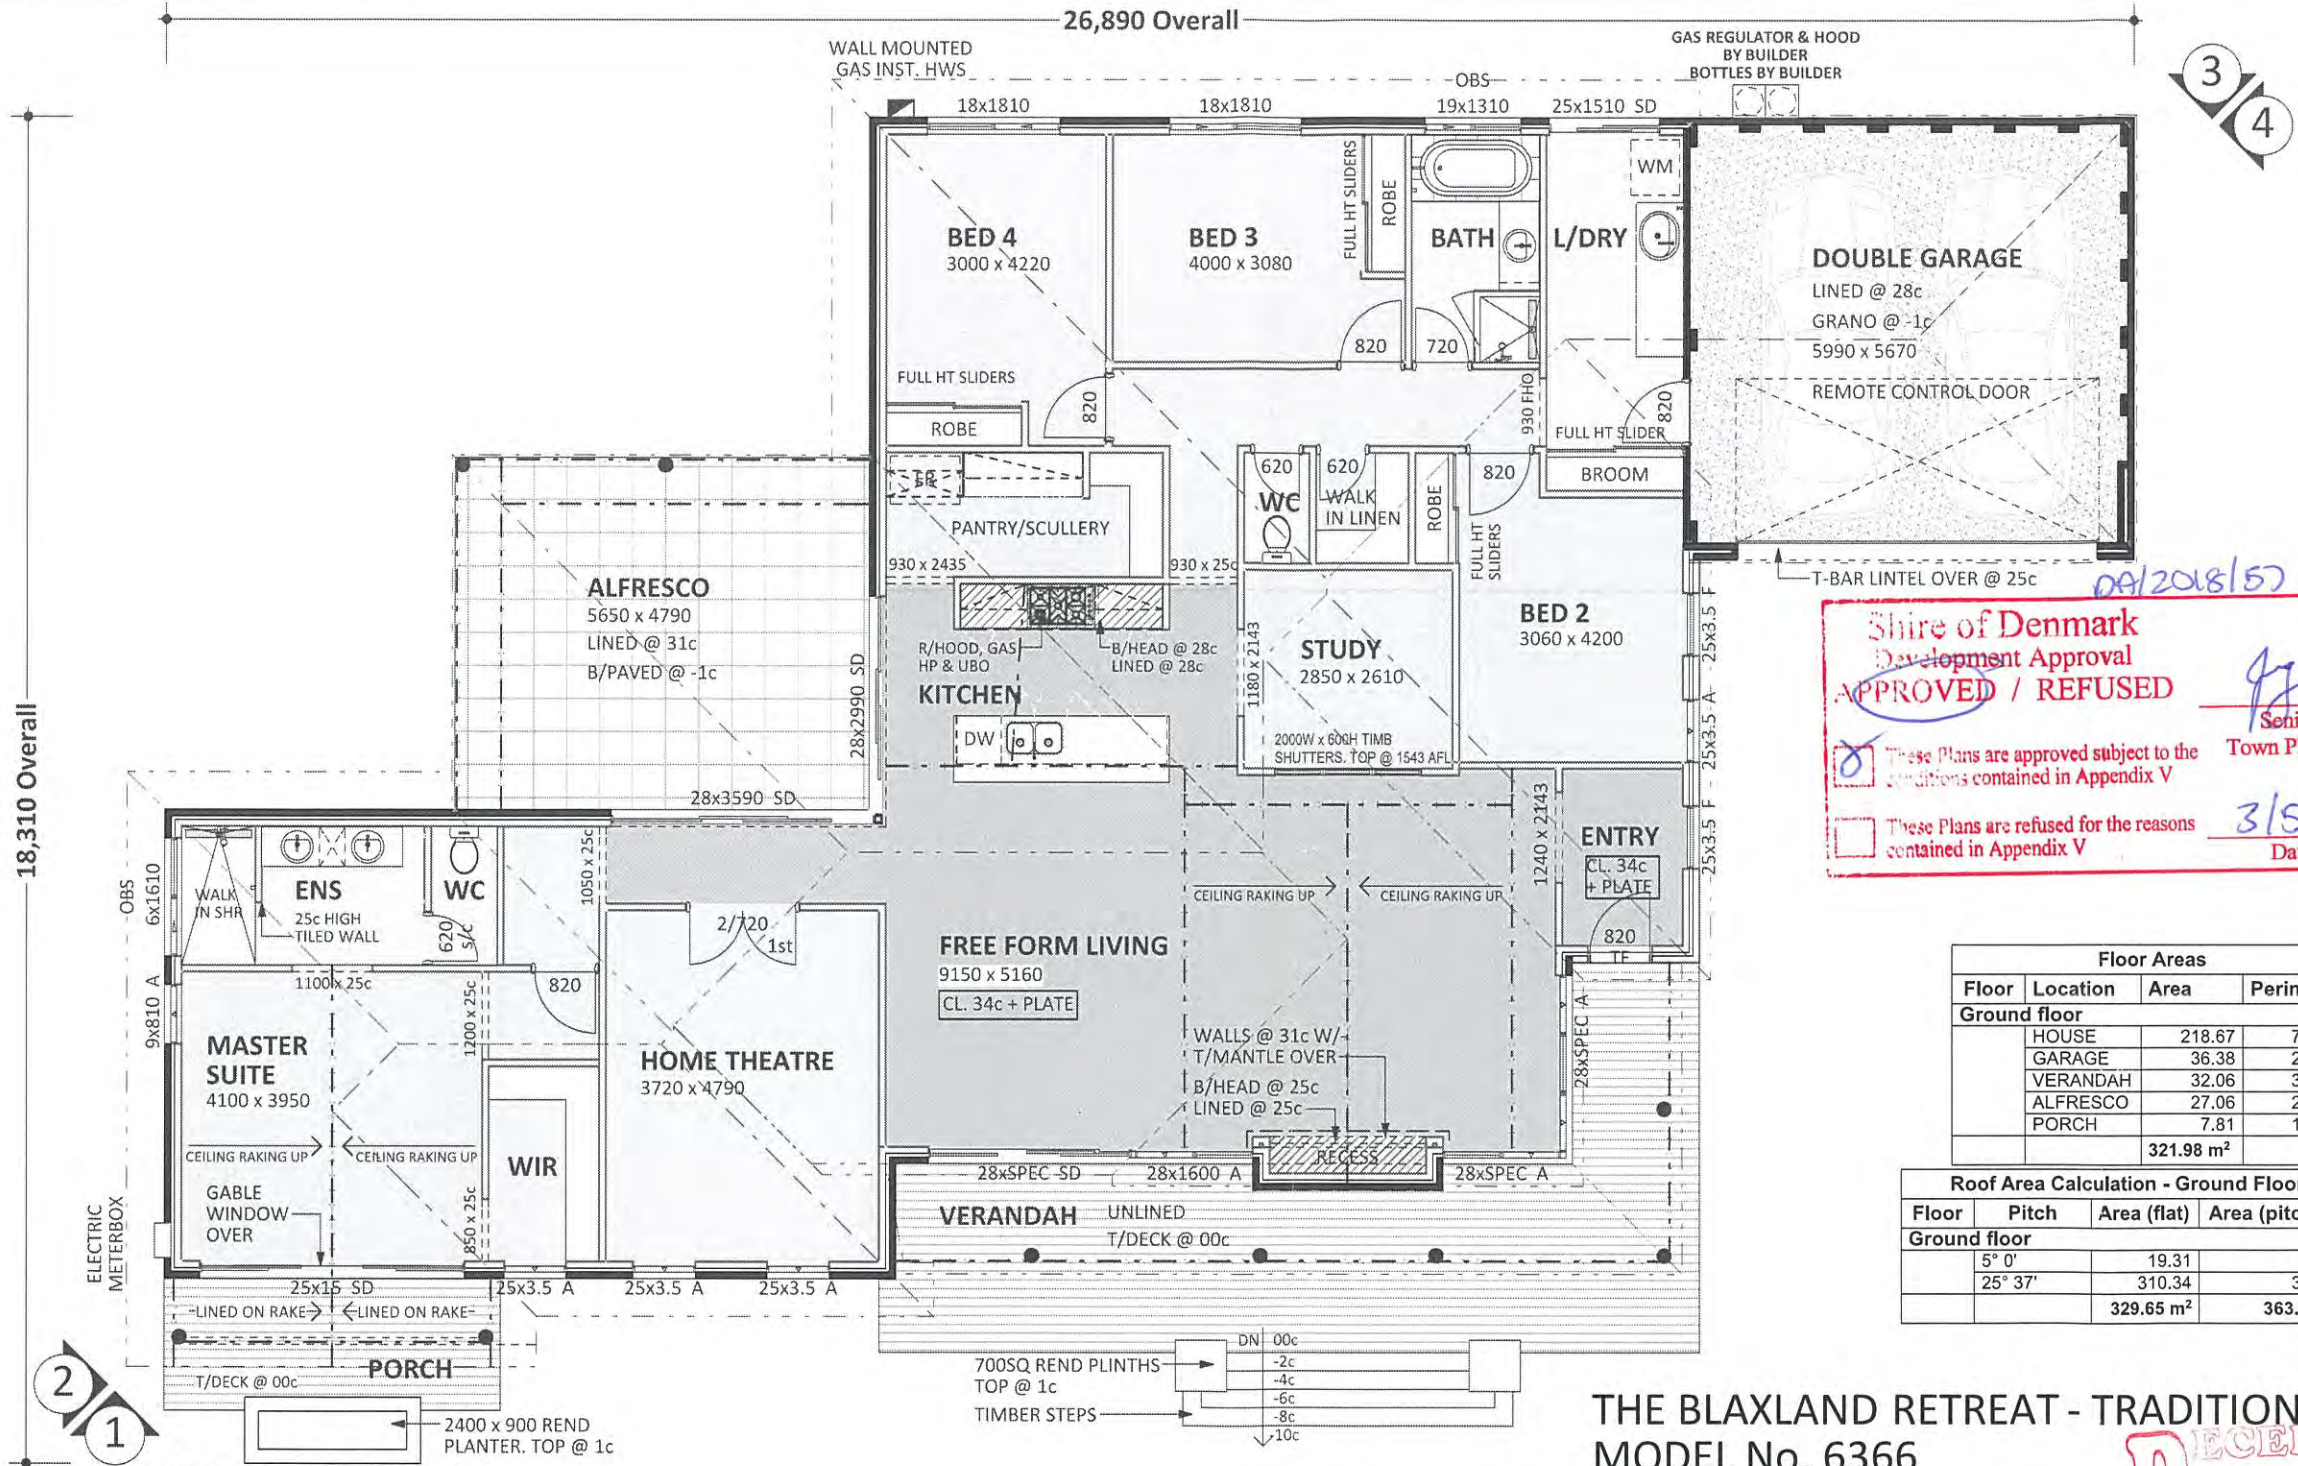 26,890 Overall
WALL MOUNTED
GAS INST. HWS
GAS REGULATOR & HOOD
BY BUILDER
BOTTLES BY BUILDER
OBS
18x1810
18x1810
19x1310
25x1510 SD
3
4
18,310 Overall
BED 4
3000 x 4220
FULL HT SLIDERS
ROBE
820
BED 3
4000 x 3080
FULL HT SLIDERS
ROBE
820
BATH
720
L/DRY
WM
930 FHO
820
FULL HT SLIDER
BROOM
DOUBLE GARAGE
LINED @ 28c
GRANO @ -1c
5990 x 5670
REMOTE CONTROL DOOR
T-BAR LINTEL OVER @ 25c
PANTRY/SCULLERY
930 x 2435
930 x 25c
620
WC
620
WALK
IN LINEN
ROBE
820
FULL HT
SLIDERS
ALFRESCO
5650 x 4790
LINED @ 31c
B/PAVED @ -1c
28x2990 SD
28x3590 SD
R/HOOD, GAS
HP & UBO
B/HEAD @ 28c
LINED @ 28c
KITCHEN
DW
1180 x 2143
STUDY
2850 x 2610
2000W x 600H TIMB
SHUTTERS. TOP @ 1543 AFL
BED 2
3060 x 4200
25x3.5 F
25x3.5 A
25x3.5 F
DA/2018/57
Shire of Denmark
Development Approval
APPROVED / REFUSED
Town
These Plans are approved subject to the
conditions contained in Appendix V
These Plans are refused for the reasons
contained in Appendix V
3/5
ENTRY
CL. 34c
+ PLATE
1240 x 2143
820
TF
OBS
6x1610
9x810 A
WALK
IN SHR
ENS
25c HIGH
TILED WALL
WC
620
s/c
1050 x 25c
1100 x 25c
820
1200 x 25c
2/720
1st
MASTER
SUITE
4100 x 3950
CEILING RAKING UP
CEILING RAKING UP
GABLE
WINDOW
OVER
850 x 25c
WIR
HOME THEATRE
3720 x 4790
FREE FORM LIVING
9150 x 5160
CL. 34c + PLATE
CEILING RAKING UP
CEILING RAKING UP
WALLS @ 31c W/
T/MANTLE OVER
B/HEAD @ 25c
LINED @ 25c
RECESS
28xSPEC A
28xSPEC SD
28x1600 A
28xSPEC A
VERANDAH
UNLINED
T/DECK @ 00c
ELECTRIC
METERBOX
25x15 SD
25x3.5 A
25x3.5 A
25x3.5 A
LINED ON RAKE
LINED ON RAKE
PORCH
T/DECK @ 00c
2400 x 900 REND
PLANTER. TOP @ 1c
2
1
700SQ REND PLINTHS
TOP @ 1c
TIMBER STEPS
DN 00c
-2c
-4c
-6c
-8c
-10c
Floor Areas
Floor Location Area
Ground floor
HOUSE 218.67 7
GARAGE 36.38 2
VERANDAH 32.06 3
ALFRESCO 27.06 2
PORCH 7.81 1
321.98 m²
Roof Area Calculation - Ground Floor
Floor Pitch Area (flat) Area
Ground floor
5° 0' 19.31
25° 37' 310.34 3
329.65 m² 363.
THE BLAXLAND RETREAT - TRADITION
MODEL No. 6366